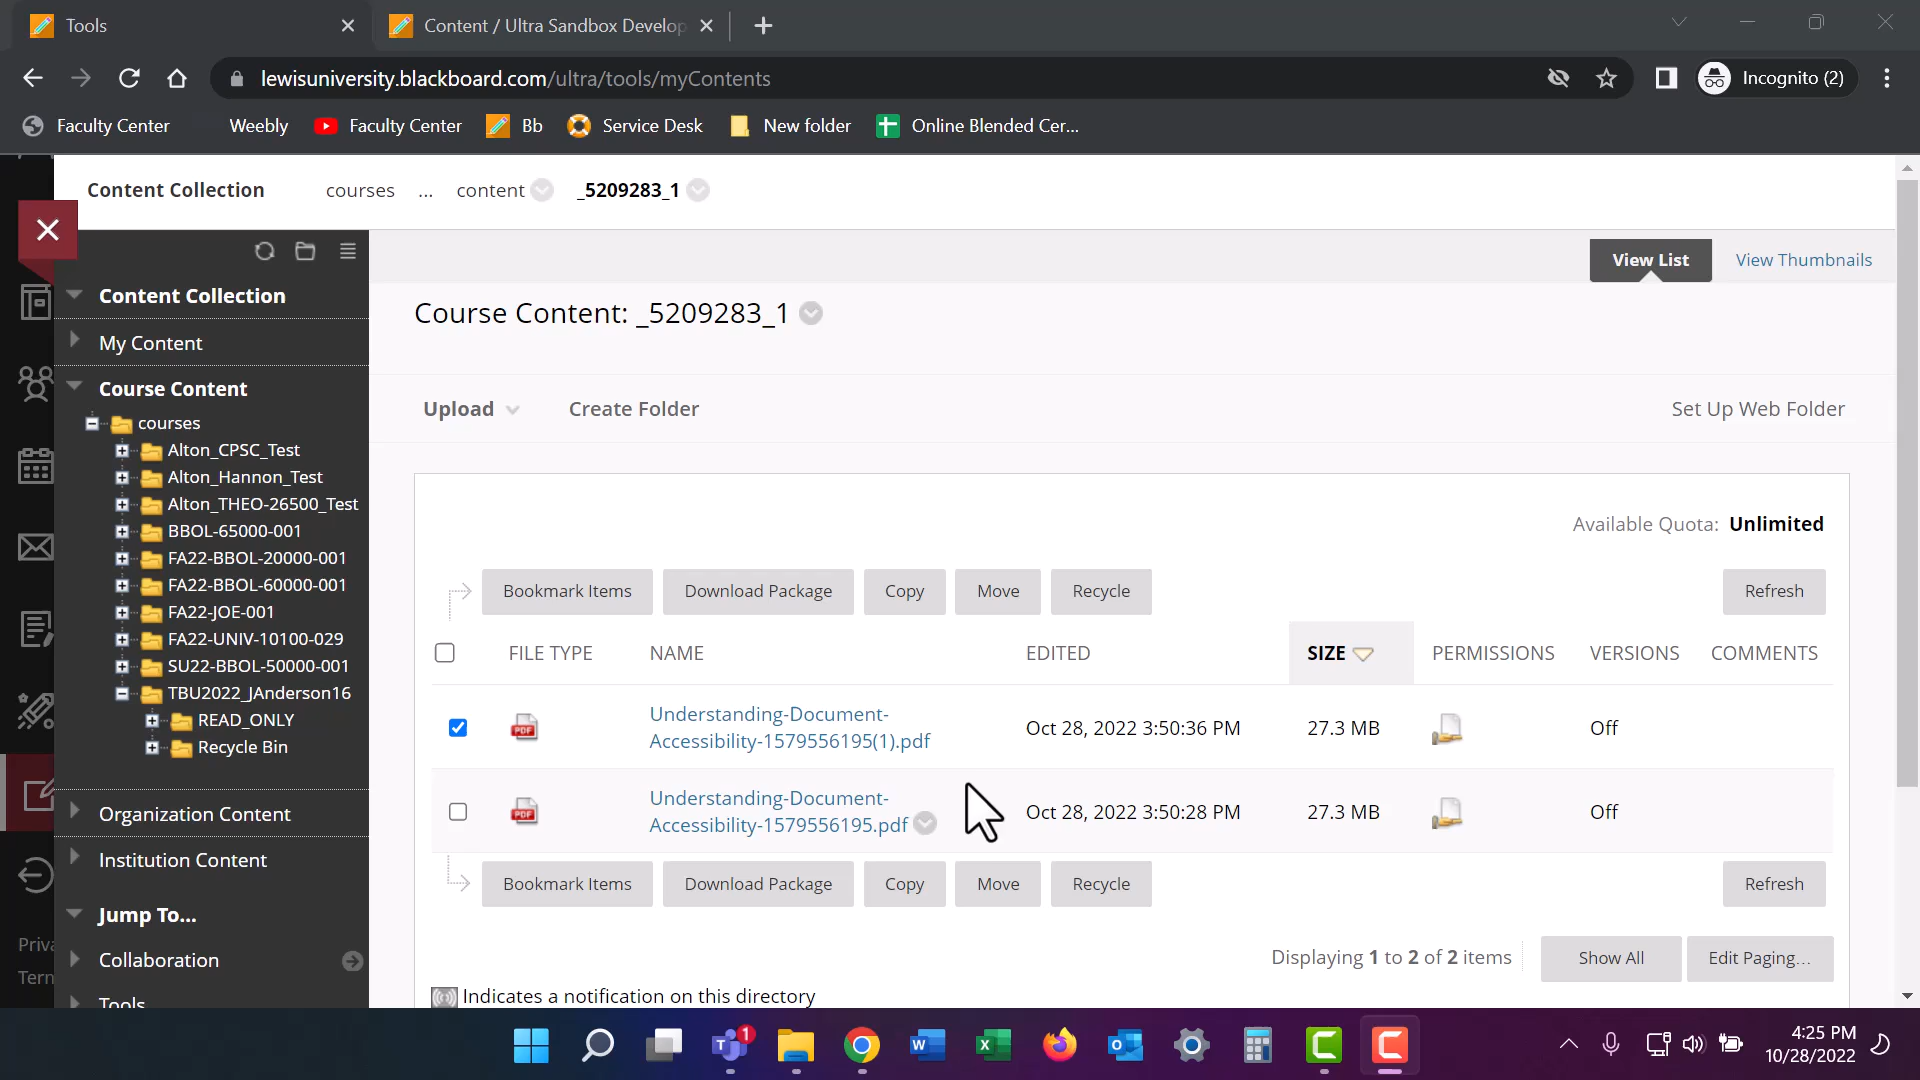 Tools
Content / Ultra Sandbox Develop
lewisuniversity.blackboard.com/ultra/tools/myContents
Incognito (2)
Faculty Center
Weebly
Faculty Center
Bb
Service Desk
New folder
Online Blended Cer...
Content Collection
courses
...
content
_5209283_1
View List
View Thumbnails
Content Collection
My Content
Course Content
courses
Alton_CPSC_Test
Alton_Hannon_Test
Alton_THEO-26500_Test
BBOL-65000-001
FA22-BBOL-20000-001
FA22-BBOL-60000-001
FA22-JOE-001
FA22-UNIV-10100-029
SU22-BBOL-50000-001
TBU2022_JAnderson16
READ_ONLY
Recycle Bin
Organization Content
Institution Content
Jump To...
Collaboration
Tools
Priva
Term
Course Content: _5209283_1
Upload
Create Folder
Set Up Web Folder
Available Quota: Unlimited
Bookmark Items
Download Package
Copy
Move
Recycle
Refresh
FILE TYPE
NAME
EDITED
SIZE
PERMISSIONS
VERSIONS
COMMENTS
PDF
Understanding-Document-
Accessibility-1579556195(1).pdf
Oct 28, 2022 3:50:36 PM
27.3 MB
Off
PDF
Understanding-Document-
Accessibility-1579556195.pdf
Oct 28, 2022 3:50:28 PM
27.3 MB
Off
Bookmark Items
Download Package
Copy
Move
Recycle
Refresh
Displaying 1 to 2 of 2 items
Show All
Edit Paging...
Indicates a notification on this directory
T
1
W
X
O
4:25 PM
10/28/2022